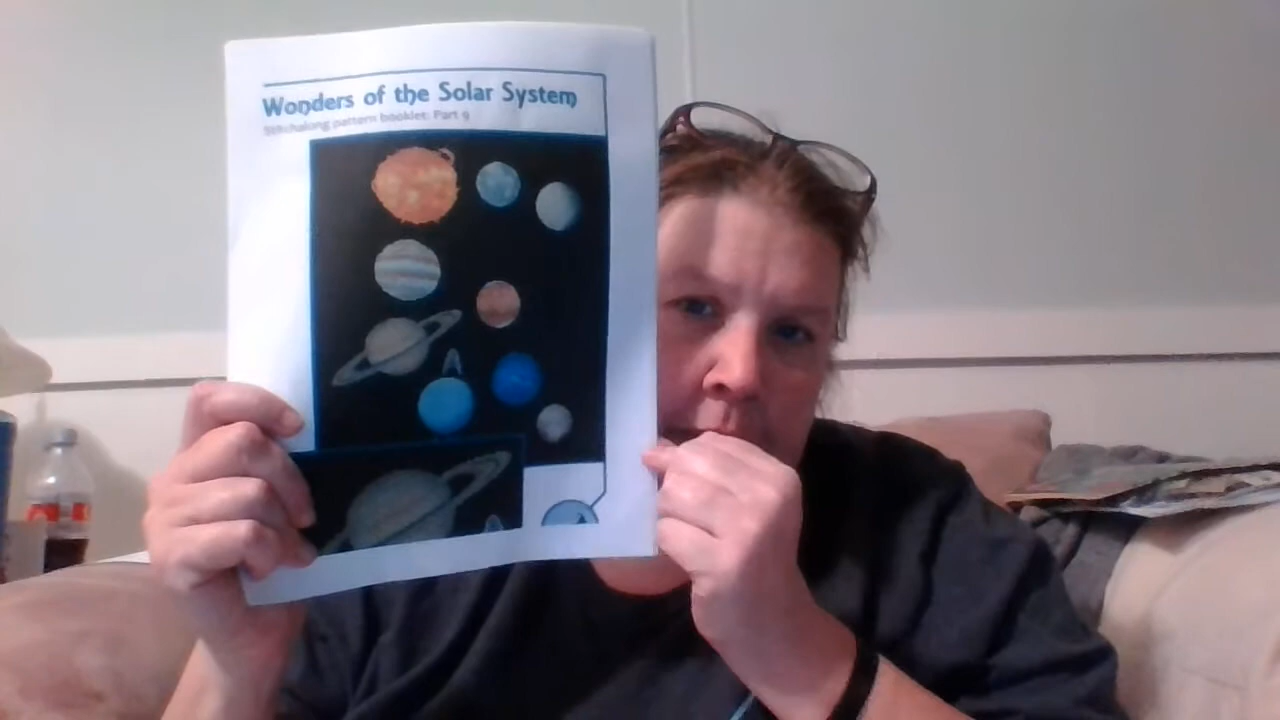 Wonders of the Solar System
Stitchalong pattern booklet: Part 9